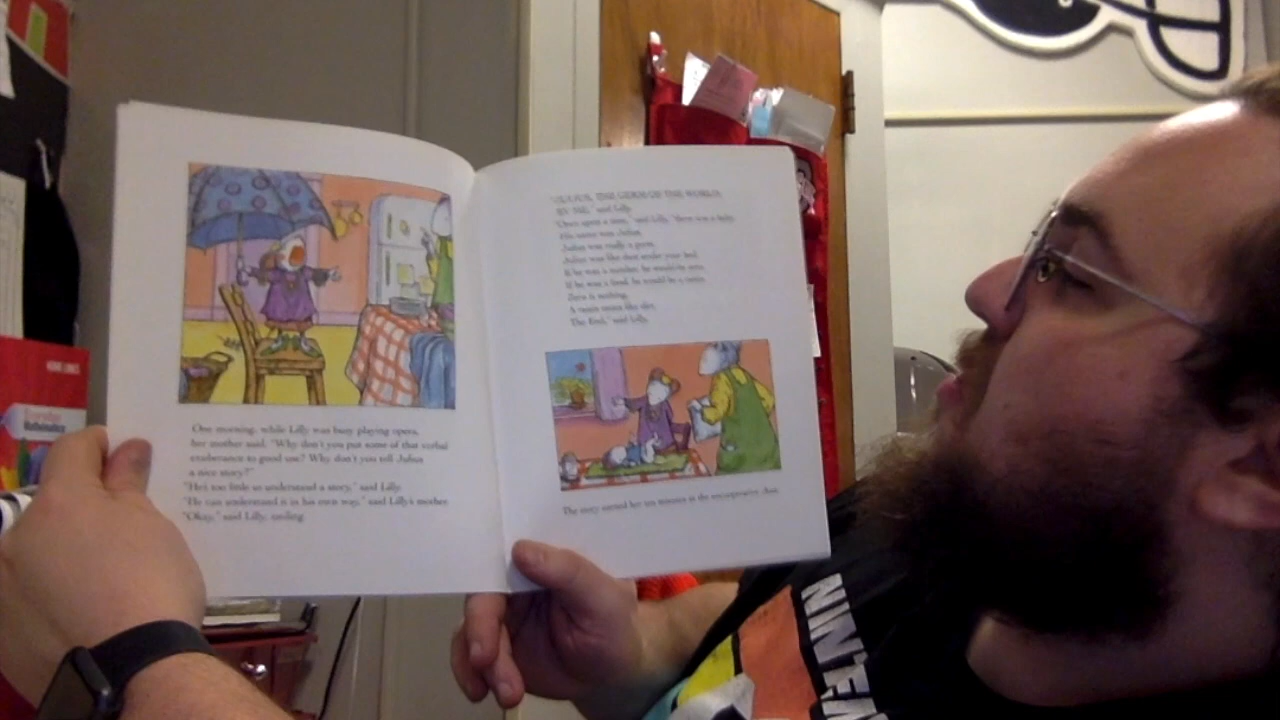 One morning, while Lilly was busy playing opera,
her mother said, "Why don't you put some of that verbal
exuberance to good use? Why don't you tell Julius
a nice story?"
"He's too little to understand a story," said Lilly.
"He can understand it in his own way," said Lilly's mother.
"Okay," said Lilly, smiling.
"JULIUS, THE GERM OF THE WORLD.
BY ME," said Lilly.
"Once upon a time," said Lilly, "there was a baby.
His name was Julius.
Julius was really a germ.
Julius was like dust under your bed.
If he was a number, he would be zero.
If he was a food, he would be a raisin.
Zero is nothing.
A raisin tastes like dirt.
The End," said Lilly.
The story earned her ten minutes in the uncooperative chair.
HOME LINKS
Everyday
Mathematics